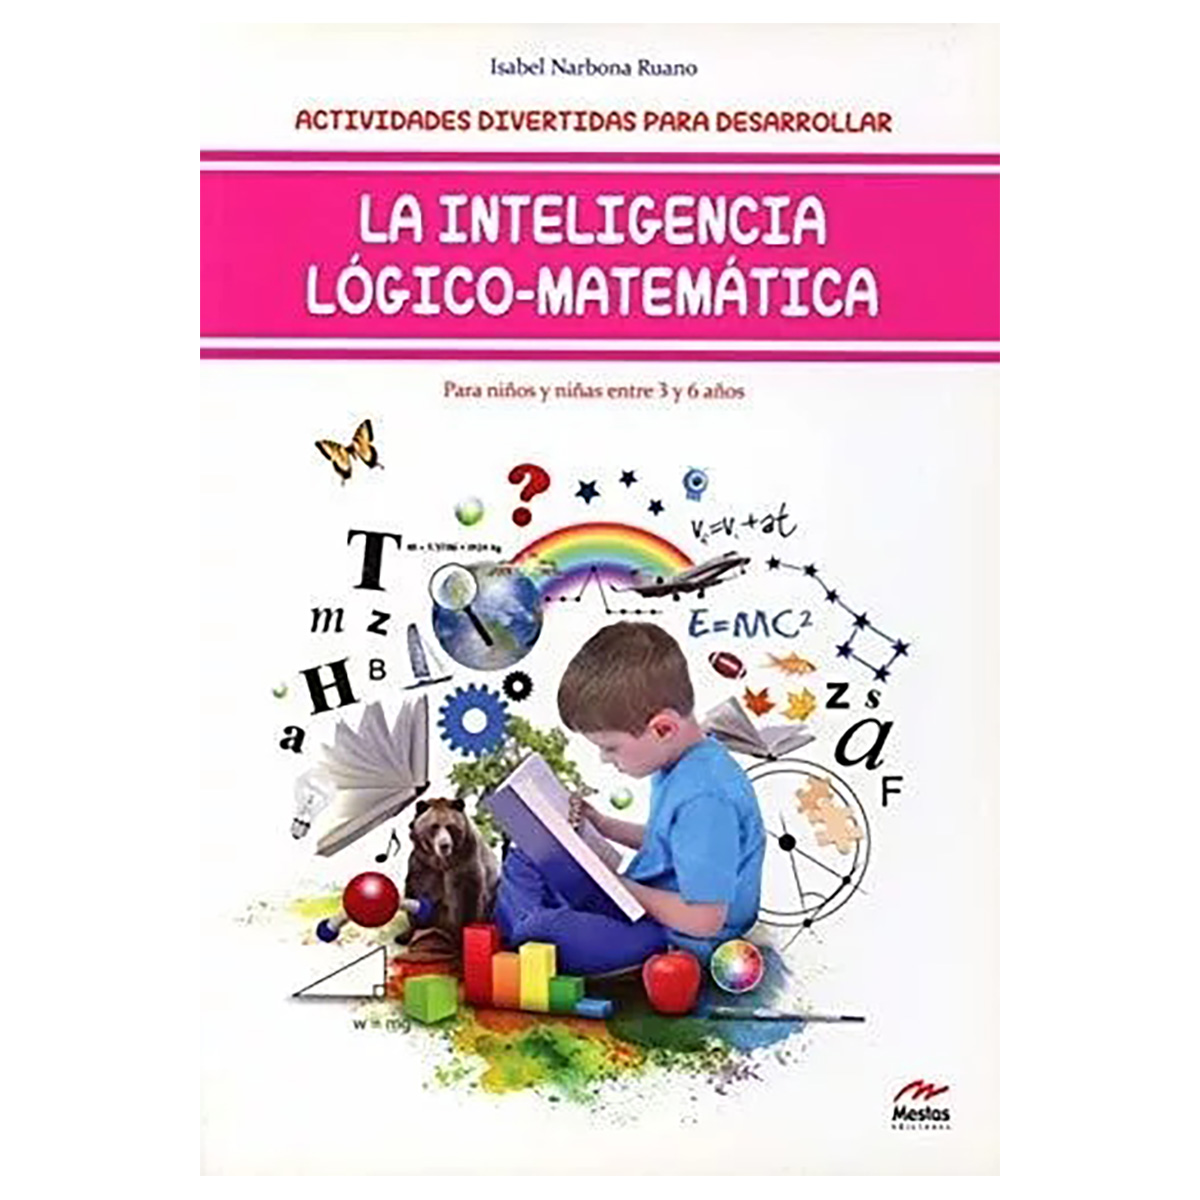 Isabel Narbona Ruano
ACTIVIDADES DIVERTIDAS PARA DESARROLLAR
LA INTELIGENCIA
LÓGICO-MATEMÁTICA
Para niños y niñas entre 3 y 6 años
?
T
m
z
H
B
a
E=MC²
z
s
a
F
w = mg
Mestas
ediciones